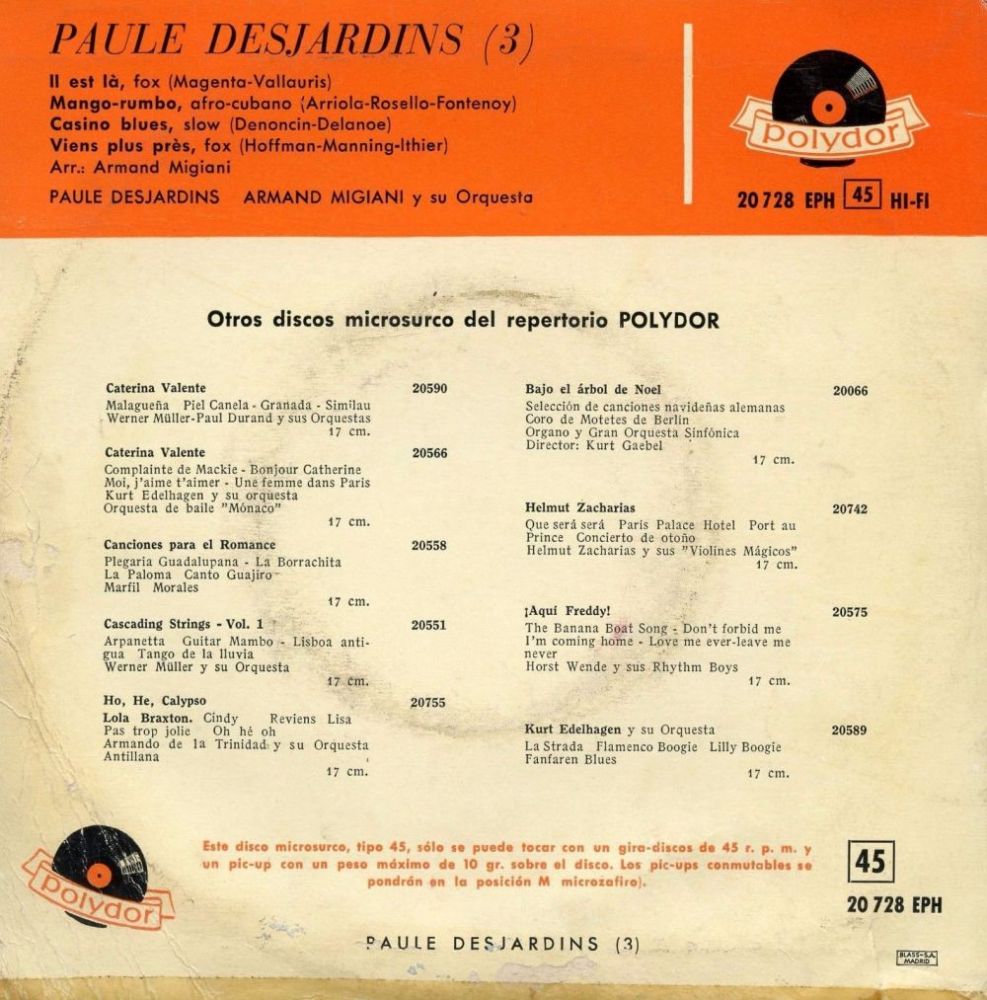 PAULE DESJARDINS (3)
Il est là, fox (Magenta-Vallauris)
Mango-rumbo, afro-cubano (Arriola-Rosello-Fontenoy)
Casino blues, slow (Denoncin-Delanoe)
Viens plus près, fox (Hoffman-Manning-Ithier)
Arr.: Armand Migiani
PAULE DESJARDINS ARMAND MIGIANI y su Orquesta
polydor
20 728 EPH 45 HI-FI
Otros discos microsurco del repertorio POLYDOR
Caterina Valente 20590
Malagueña Piel Canela - Granada - Similau
Werner Müller-Paul Durand y sus Orquestas
17 cm.
Caterina Valente 20566
Complainte de Mackie - Bonjour Catherine
Moi, j'aime t'aimer - Une femme dans Paris
Kurt Edelhagen y su orquesta
Orquesta de baile "Mónaco"
17 cm.
Canciones para el Romance 20558
Plegaria Guadalupana - La Borrachita
La Paloma Canto Guajiro
Marfil Morales
17 cm.
Cascading Strings - Vol. 1 20551
Arpanetta Guitar Mambo - Lisboa anti-
gua Tango de la lluvia
Werner Müller y su Orquesta
17 cm.
Ho, He, Calypso 20755
Lola Braxton. Cindy Reviens Lisa
Pas trop jolie Oh hé oh
Armando de la Trinidad y su Orquesta
Antillana
17 cm.
Bajo el árbol de Noel 20066
Selección de canciones navideñas alemanas
Coro de Motetes de Berlín
Organo y Gran Orquesta Sinfónica
Director: Kurt Gaebel
17 cm.
Helmut Zacharias 20742
Que será será Paris Palace Hotel Port au
Prince Concierto de otoño
Helmut Zacharias y sus "Violines Mágicos"
17 cm.
¡Aquí Freddy! 20575
The Banana Boat Song - Don't forbid me
I'm coming home - Love me ever-leave me
never
Horst Wende y sus Rhythm Boys
17 cm.
Kurt Edelhagen y su Orquesta 20589
La Strada Flamenco Boogie Lilly Boogie
Fanfaren Blues
17 cm.
polydor
Este disco microsurco, tipo 45, sólo se puede tocar con un gira-discos de 45 r. p. m. y
un pic-up con un peso máximo de 10 gr. sobre el disco. Los pic-ups conmutables se
pondrán en la posición M microzafiro).
45
20 728 EPH
PAULE DESJARDINS (3)
BLASS-S.A.
MADRID